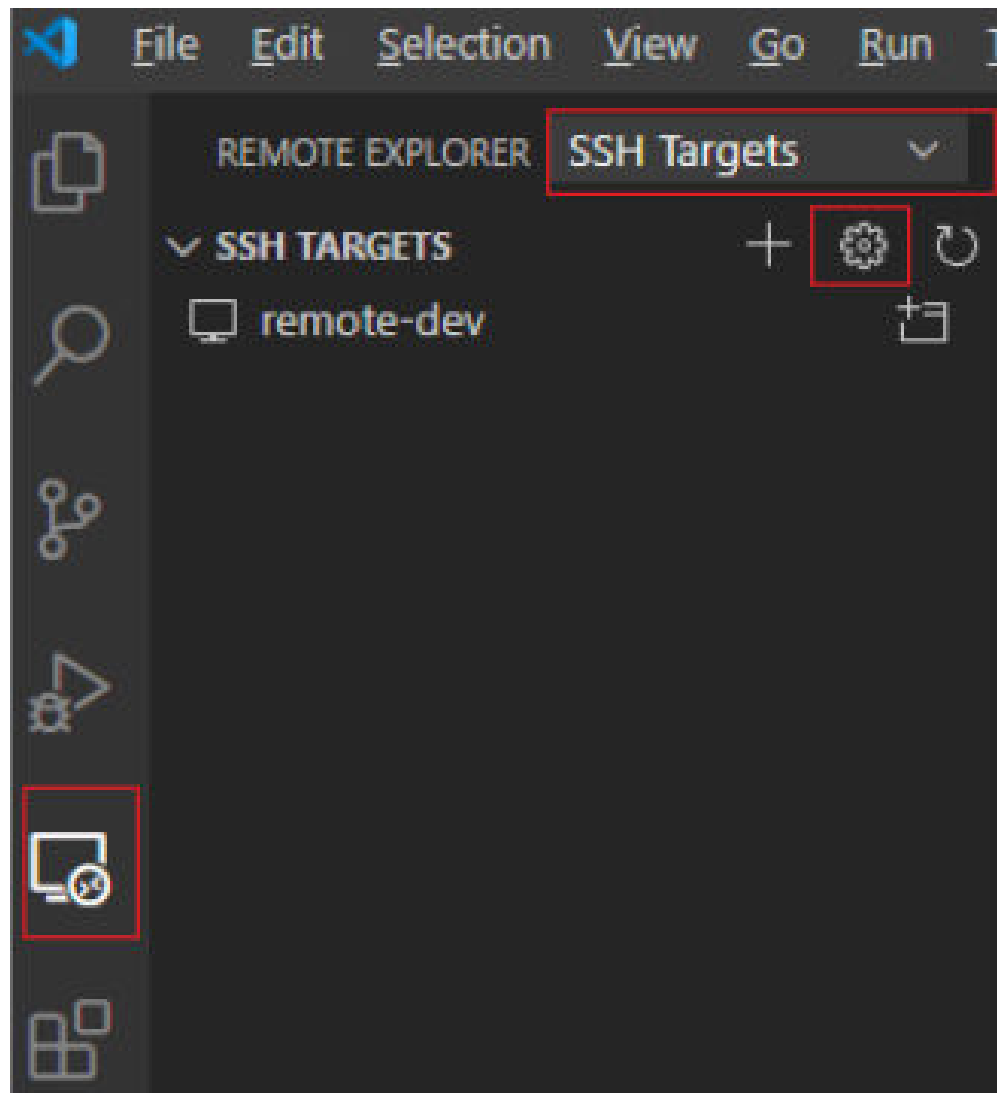 File Edit Selection View Go Run
REMOTE EXPLORER SSH Targets
SSH TARGETS
remote-dev